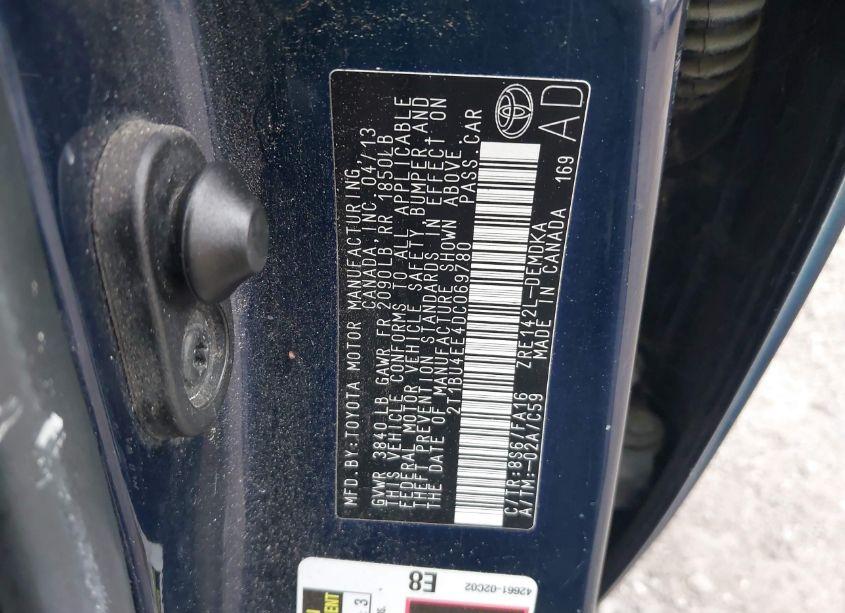 MFD.BY:TOYOTA MOTOR MANUFACTURING
CANADA,INC. 04/13
GVWR 3840LB GAWR FR 2090LB,RR 1850LB
THIS VEHICLE CONFORMS TO ALL APPLICABLE
FEDERAL MOTOR VEHICLE SAFETY BUMPER, AND
THEFT PREVENTION STANDARDS IN EFFECT ON
THE DATE OF MANUFACTURE SHOWN ABOVE.
2T1BU4EE4DC069780 PASS. CAR
C/TR:8S6 /FA16 ZRE142L-DEMDKA
A/TM:-02A/C59 MADE IN CANADA 169
AD
42661-02C02
E8